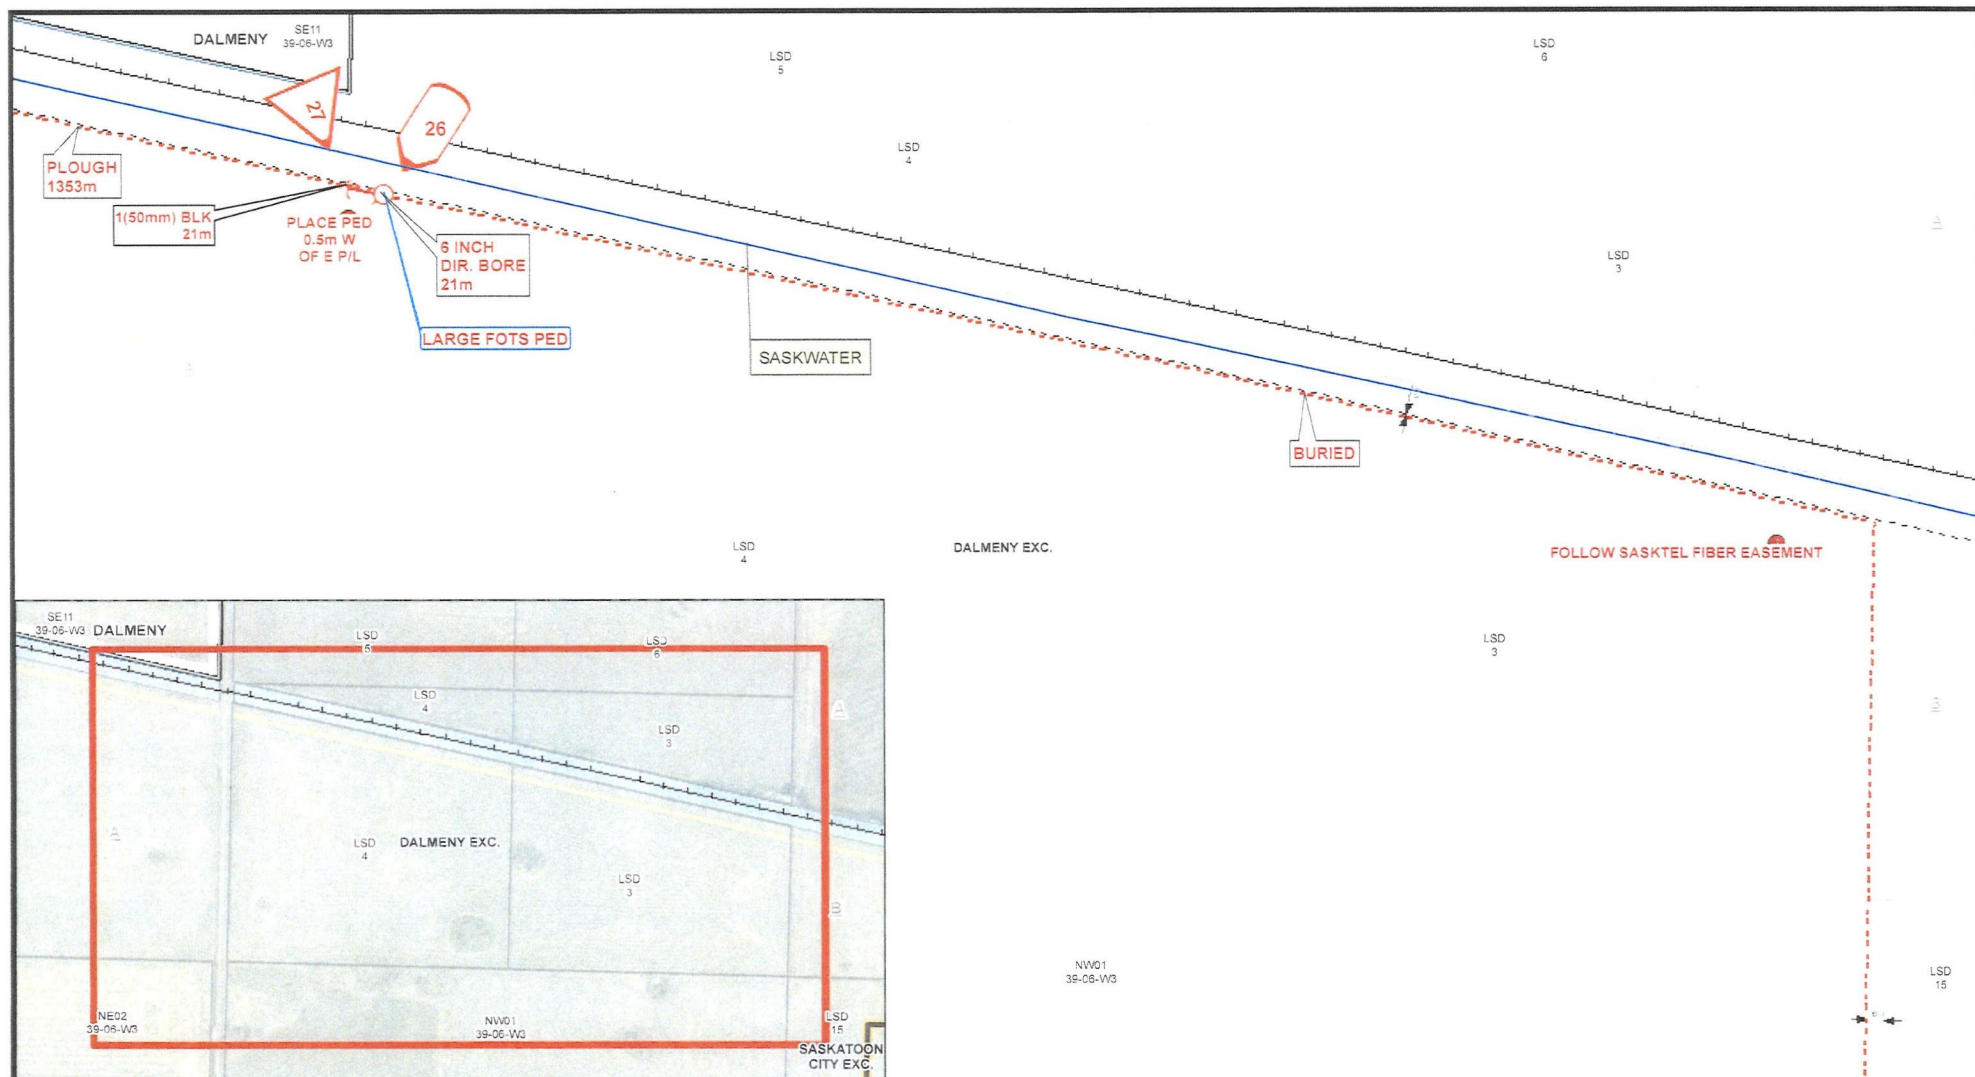 DALMENY
SE11
39-06-W3
LSD
5
LSD
6
27
26
LSD
4
PLOUGH
1353m
1(50mm) BLK
21m
PLACE PED
0.5m W
OF E P/L
6 INCH
DIR. BORE
21m
A
LSD
3
LARGE FOTS PED
SASKWATER
BURIED
LSD
4
DALMENY EXC.
FOLLOW SASKTEL FIBER EASEMENT
LSD
3
B
NW01
39-06-W3
LSD
15
SE11
39-06-W3
DALMENY
LSD
5
LSD
6
LSD
4
A
LSD
3
A
LSD
4
DALMENY EXC.
LSD
3
B
NE02
39-06-W3
NW01
39-06-W3
LSD
15
SASKATOON
CITY EXC.